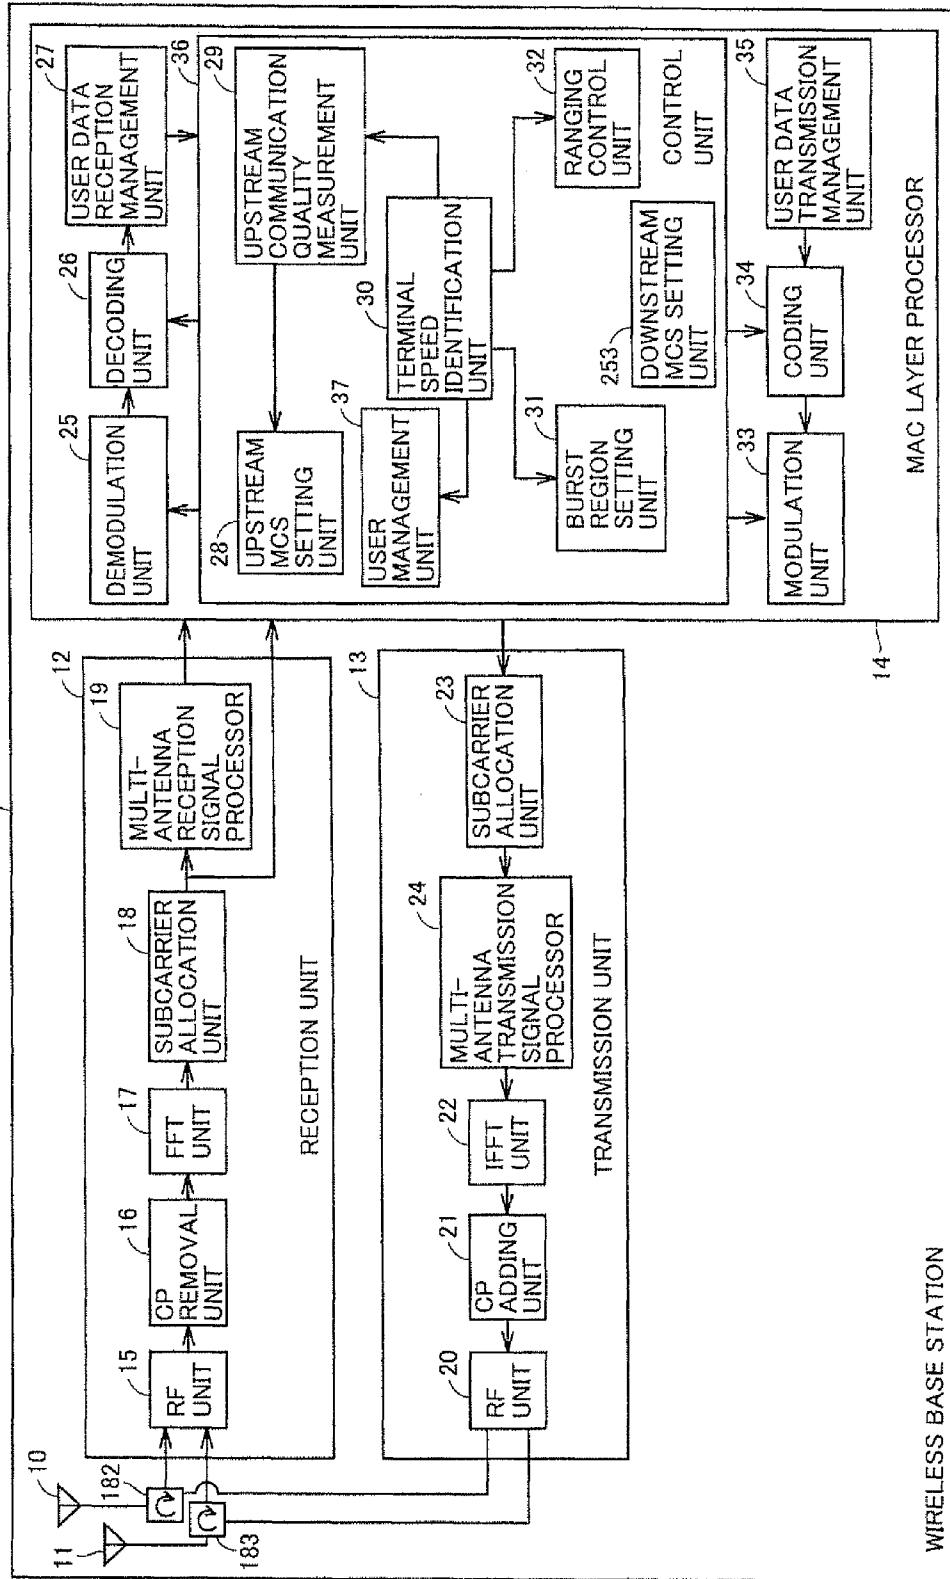 WIRELESS BASE STATION
10
11
182
183
12
RECEPTION UNIT
15
RF
UNIT
16
CP
REMOVAL
UNIT
17
FFT
UNIT
18
SUBCARRIER
ALLOCATION
UNIT
19
MULTI-
ANTENNA
RECEPTION
SIGNAL
PROCESSOR
13
TRANSMISSION UNIT
20
RF
UNIT
21
CP
ADDING
UNIT
22
IFFT
UNIT
24
MULTI-
ANTENNA
TRANSMISSION
SIGNAL
PROCESSOR
23
SUBCARRIER
ALLOCATION
UNIT
14
MAC LAYER PROCESSOR
25
DEMODULATION
UNIT
26
DECODING
UNIT
27
USER DATA
RECEPTION
MANAGEMENT
UNIT
36
CONTROL
UNIT
28
UPSTREAM
MCS
SETTING
UNIT
29
UPSTREAM
COMMUNICATION
QUALITY
MEASUREMENT
UNIT
37
USER
MANAGEMENT
UNIT
30
TERMINAL
SPEED
IDENTIFICATION
UNIT
31
BURST
REGION
SETTING
UNIT
32
RANGING
CONTROL
UNIT
253
DOWNSTREAM
MCS SETTING
UNIT
33
MODULATION
UNIT
34
CODING
UNIT
35
USER DATA
TRANSMISSION
MANAGEMENT
UNIT